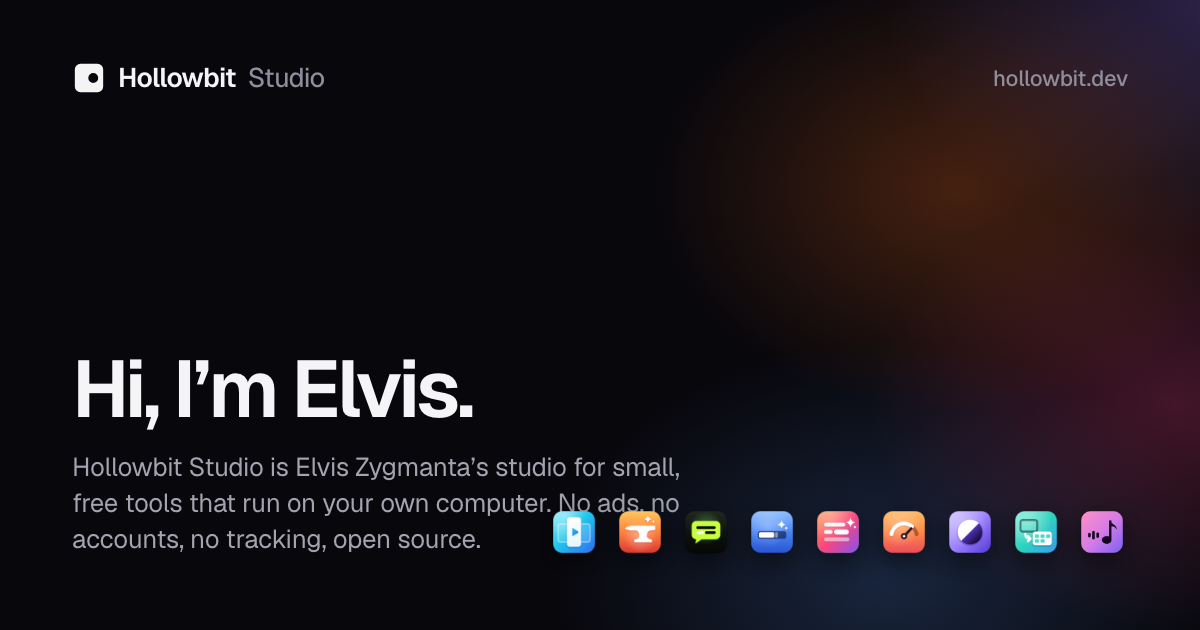 Hollowbit Studio
hollowbit.dev
Hi, I’m Elvis.
Hollowbit Studio is Elvis Zygmanta’s studio for small,
free tools that run on your own computer. No ads, no
accounts, no tracking, open source.